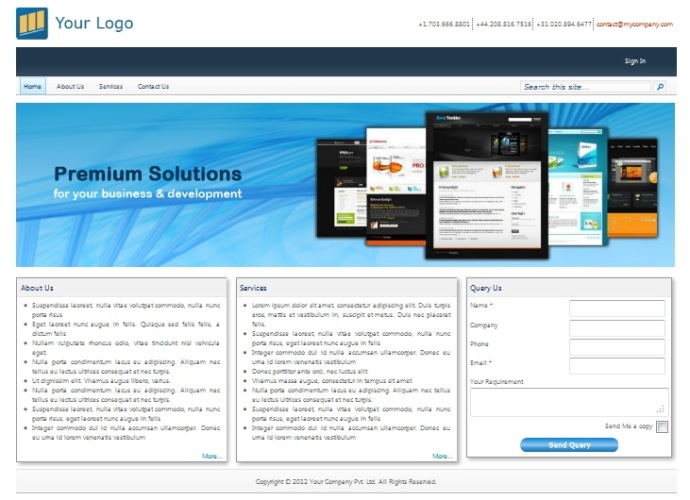 Your Logo
+1.703.666.8801 +44.208.816.7516 +31.020.894.6477 contact@mycompany.com
Sign In
Home About Us Services Contact Us Search this site...
Premium Solutions
for your business & development
About Us
Suspendisse laoreet, nulla vitae volutpat commodo, nulla nunc
porta risus
Eget laoreet nunc augue in felis. Quisque sed felis felis, a
dictum felis
Nullam vulputate rhoncus odio, vitae tincidunt nisl vehicula
eget.
Nulla porta condimentum lacus eu adipiscing. Aliquam nec
tellus eu lectus ultrices consequat et nec turpis.
Ut dignissim elit. Vivamus augue libero, varius.
Nulla porta condimentum lacus eu adipiscing. Aliquam nec
tellus eu lectus ultrices consequat et nec turpis.
Suspendisse laoreet, nulla vitae volutpat commodo, nulla nunc
porta risus, eget laoreet nunc augue in felis
Integer commodo dui id nulla accumsan ullamcorper. Donec
eu urna id lorem venenatis vestibulum
More...
Services
Lorem ipsum dolor sit amet, consectetur adipiscing elit. Duis turpis
eros, mattis et vestibulum in, suscipit et metus. Duis nec placerat
felis.
Suspendisse laoreet, nulla vitae volutpat commodo, nulla nunc
porta risus, eget laoreet nunc augue in felis
Integer commodo dui id nulla accumsan ullamcorper. Donec eu
urna id lorem venenatis vestibulum
Donec porttitor ante orci, nec luctus elit
Vivamus massa augue, consectetur in tempus sit amet
Nulla porta condimentum lacus eu adipiscing. Aliquam nec tellus
eu lectus ultrices consequat et nec turpis.
Suspendisse laoreet, nulla vitae volutpat commodo, nulla nunc
porta risus, eget laoreet nunc augue in felis
Integer commodo dui id nulla accumsan ullamcorper. Donec eu
urna id lorem venenatis vestibulum
More...
Query Us
Name *
Company
Phone
Email *
Your Requirement
Send Me a copy
Send Query
Copyright © 2012 Your Company Pvt. Ltd. All Rights Reserved.